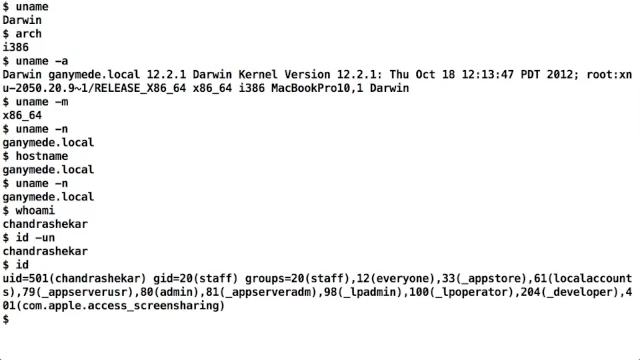 $ uname
Darwin
$ arch
i386
$ uname -a
Darwin ganymede.local 12.2.1 Darwin Kernel Version 12.2.1: Thu Oct 18 12:13:47 PDT 2012; root:xn
u-2050.20.9~1/RELEASE_X86_64 x86_64 i386 MacBookPro10,1 Darwin
$ uname -m
x86_64
$ uname -n
ganymede.local
$ hostname
ganymede.local
$ uname -n
ganymede.local
$ whoami
chandrashekar
$ id -un
chandrashekar
$ id
uid=501(chandrashekar) gid=20(staff) groups=20(staff),12(everyone),33(_appstore),61(localaccount
s),79(_appserverusr),80(admin),81(_appserveradm),98(_lpadmin),100(_lpoperator),204(_developer),4
01(com.apple.access_screensharing)
$